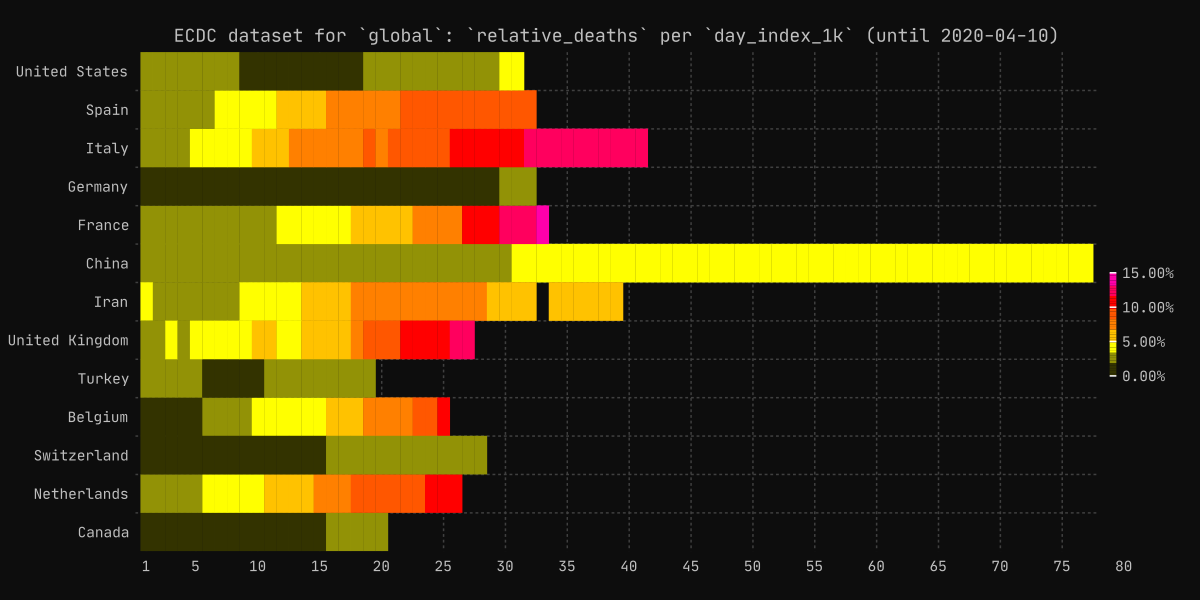 ECDC dataset for `global`: `relative_deaths` per `day_index_1k` (until 2020-04-10)
United States
Spain
Italy
Germany
France
China
Iran
United Kingdom
Turkey
Belgium
Switzerland
Netherlands
Canada
15.00%
10.00%
5.00%
0.00%
1 5 10 15 20 25 30 35 40 45 50 55 60 65 70 75 80